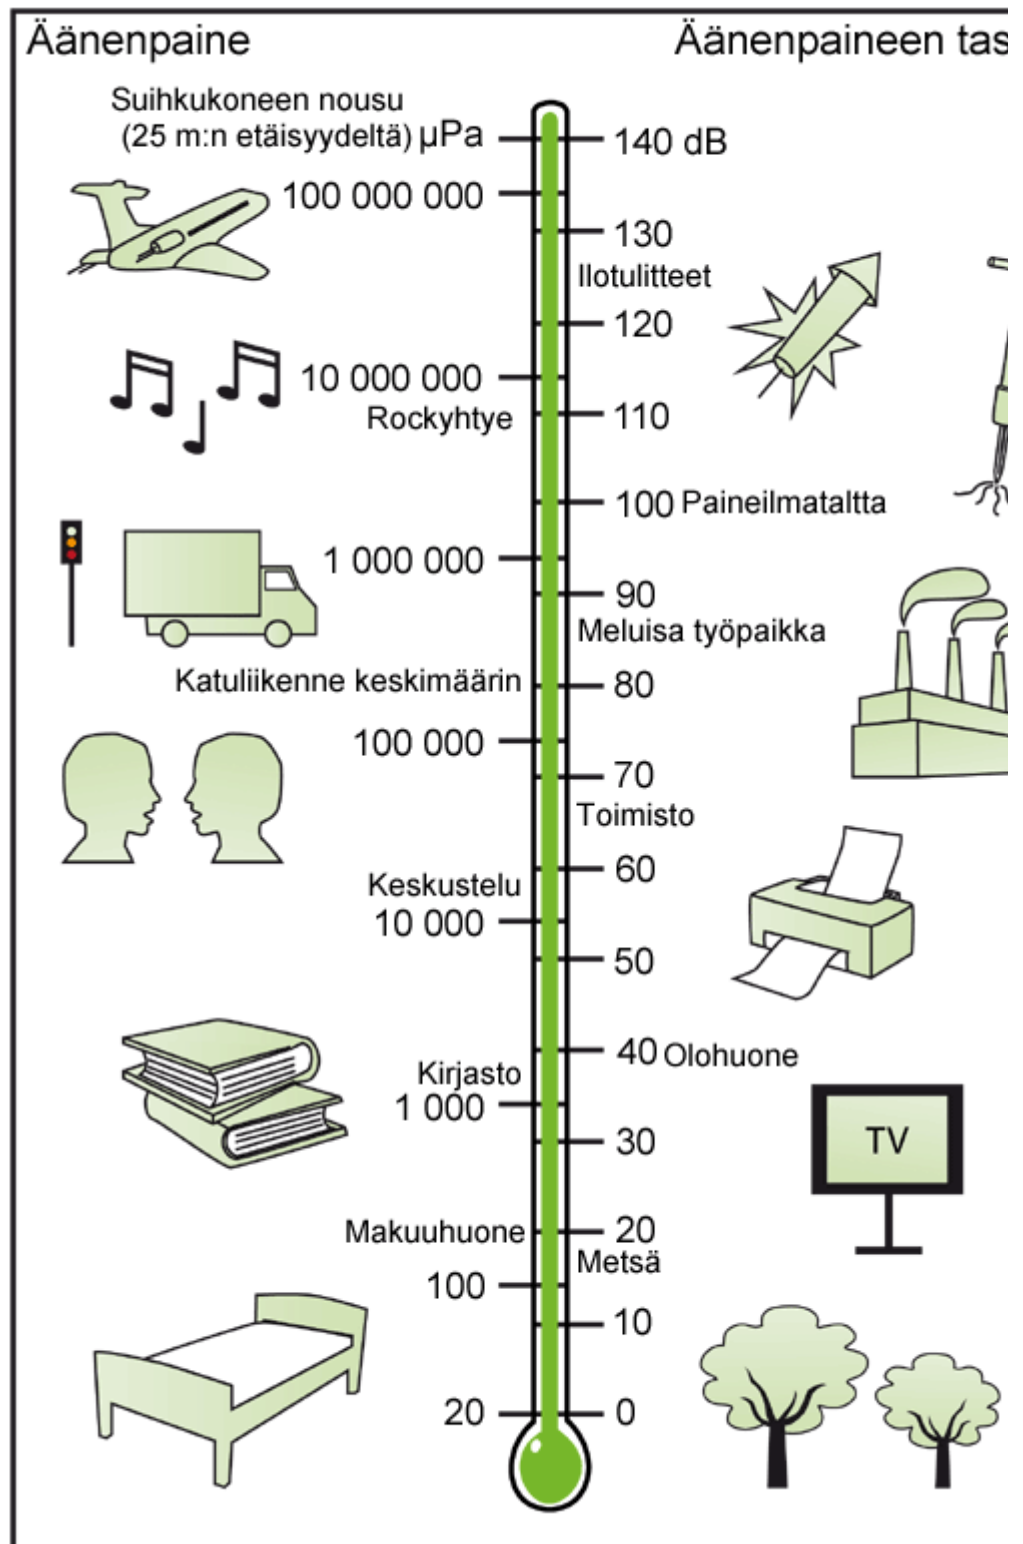 Äänenpaine
Äänenpaineen tas
Suihkukoneen nousu
(25 m:n etäisyydeltä) µPa
140 dB
100 000 000
130
Ilotulitteet
120
10 000 000
Rockyhtye
110
100 Paineilmataltta
1 000 000
90
Meluisa työpaikka
Katuliikenne keskimäärin
80
100 000
70
Toimisto
60
Keskustelu
10 000
50
40 Olohuone
Kirjasto
1 000
30
TV
Makuuhuone
20
Metsä
100
10
20
0